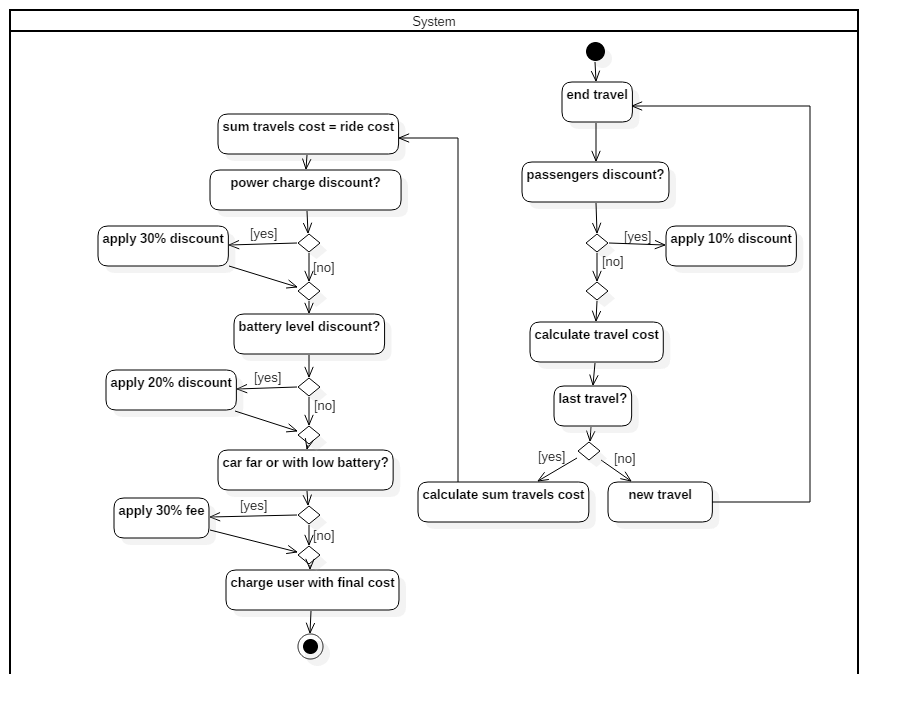 System
end travel
sum travels cost = ride cost
passengers discount?
power charge discount?
[yes]
apply 30% discount
[no]
[yes]
apply 10% discount
[no]
battery level discount?
calculate travel cost
[yes]
apply 20% discount
[no]
last travel?
car far or with low battery?
[yes]
[no]
calculate sum travels cost
new travel
[yes]
apply 30% fee
[no]
charge user with final cost